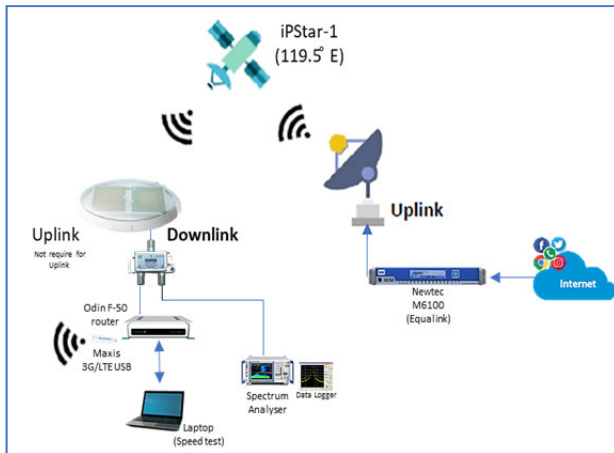 iPStar-1
(119.5° E)
Uplink
Not require for
Uplink
Downlink
Uplink
Odin F-50
router
Maxis
3G/LTE USB
Laptop
(Speed test)
Spectrum
Analyser
Data Logger
Newtec
M6100
(Equalink)
Internet